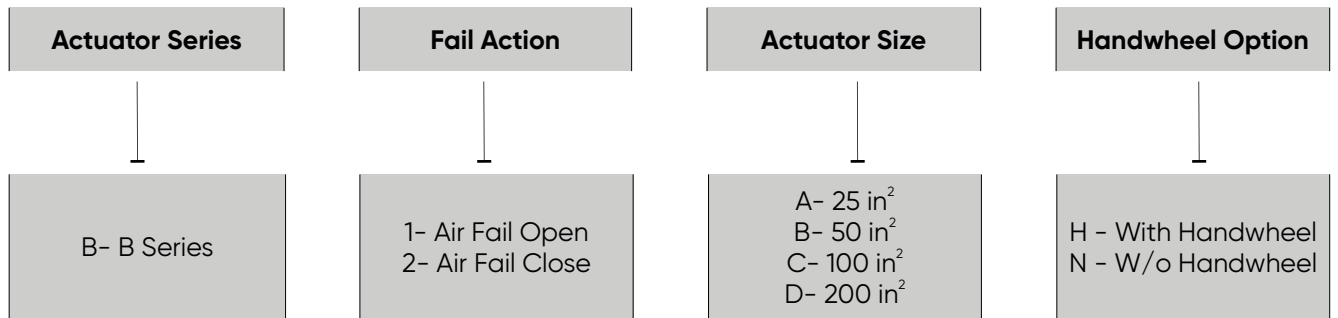 Actuator Series
Fail Action
Actuator Size
Handwheel Option
B- B Series
1- Air Fail Open
2- Air Fail Close
A- 25 in²
B- 50 in²
C- 100 in²
D- 200 in²
H - With Handwheel
N - W/o Handwheel